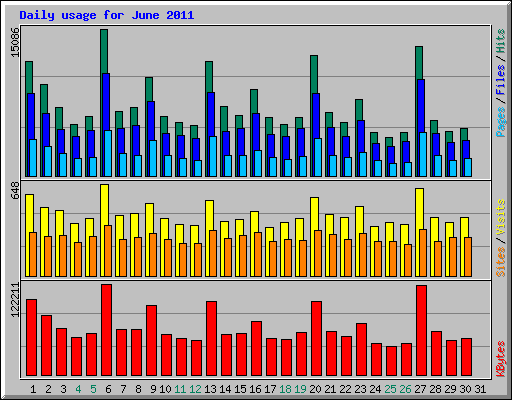 Daily usage for June 2011
15086
Pages / Files / Hits
648
Sites / Visits
122211
KBytes
1 2 3 4 5 6 7 8 9 10 11 12 13 14 15 16 17 18 19 20 21 22 23 24 25 26 27 28 29 30 31